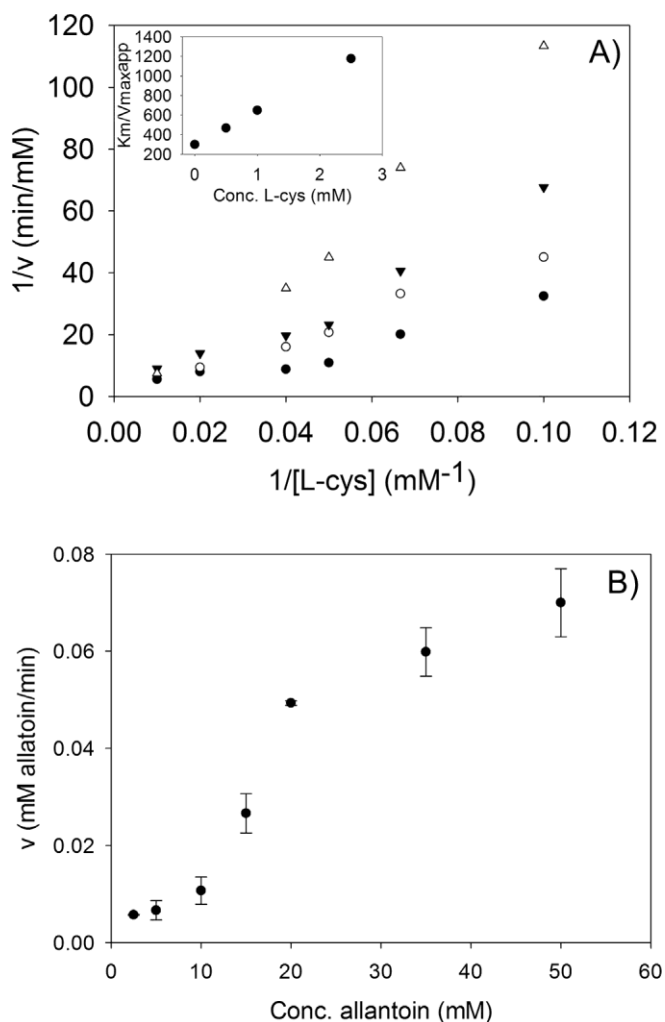 A)
120
100
80
60
40
20
0
1/v (min/mM)
1400
1200
1000
800
600
400
200
Km/Vmaxapp
0 1 2 3
Conc. L-cys (mM)
0.00 0.02 0.04 0.06 0.08 0.10 0.12
1/[L-cys] (mM-1)
B)
0.08
0.06
0.04
0.02
0.00
v (mM allatoin/min)
0 10 20 30 40 50 60
Conc. allantoin (mM)